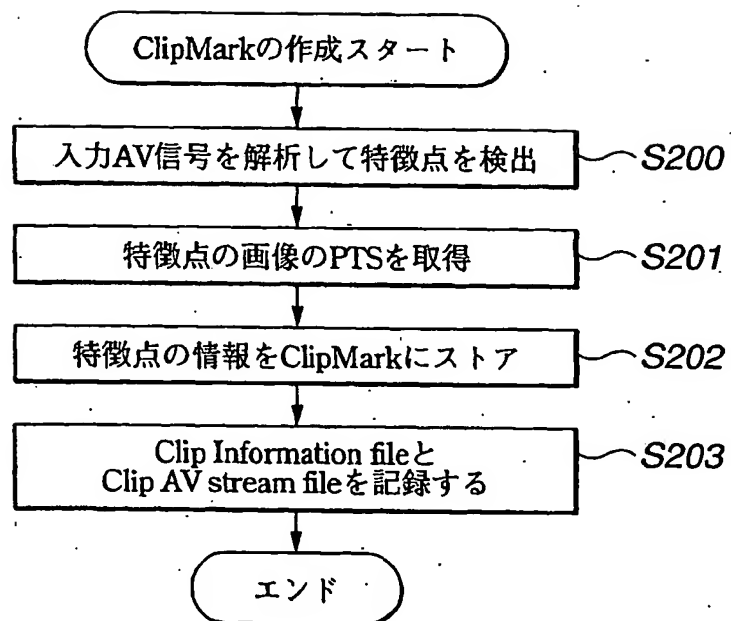 ClipMarkの作成スタート
入力AV信号を解析して特徴点を検出
S200
特徴点の画像のPTSを取得
S201
特徴点の情報をClipMarkにストア
S202
Clip Information fileと
Clip AV stream fileを記録する
S203
エンド